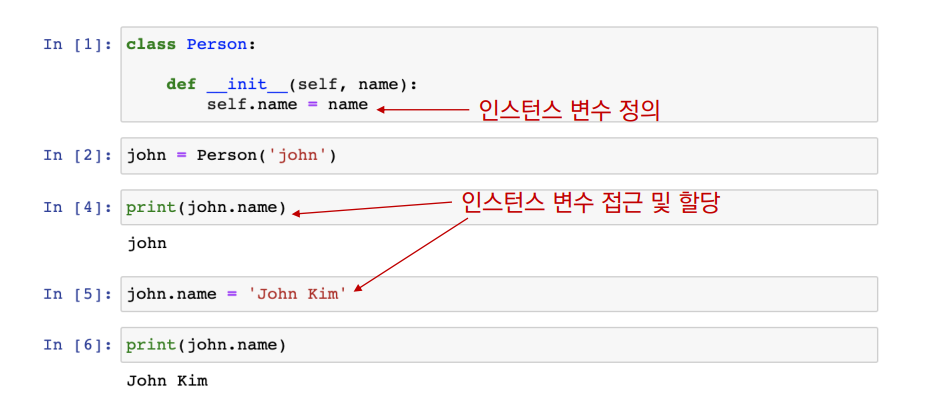 In [1]: class Person:
def __init__(self, name):
self.name = name
인스턴스 변수 정의
In [2]: john = Person('john')
In [4]: print(john.name)
인스턴스 변수 접근 및 할당
john
In [5]: john.name = 'John Kim'
In [6]: print(john.name)
John Kim